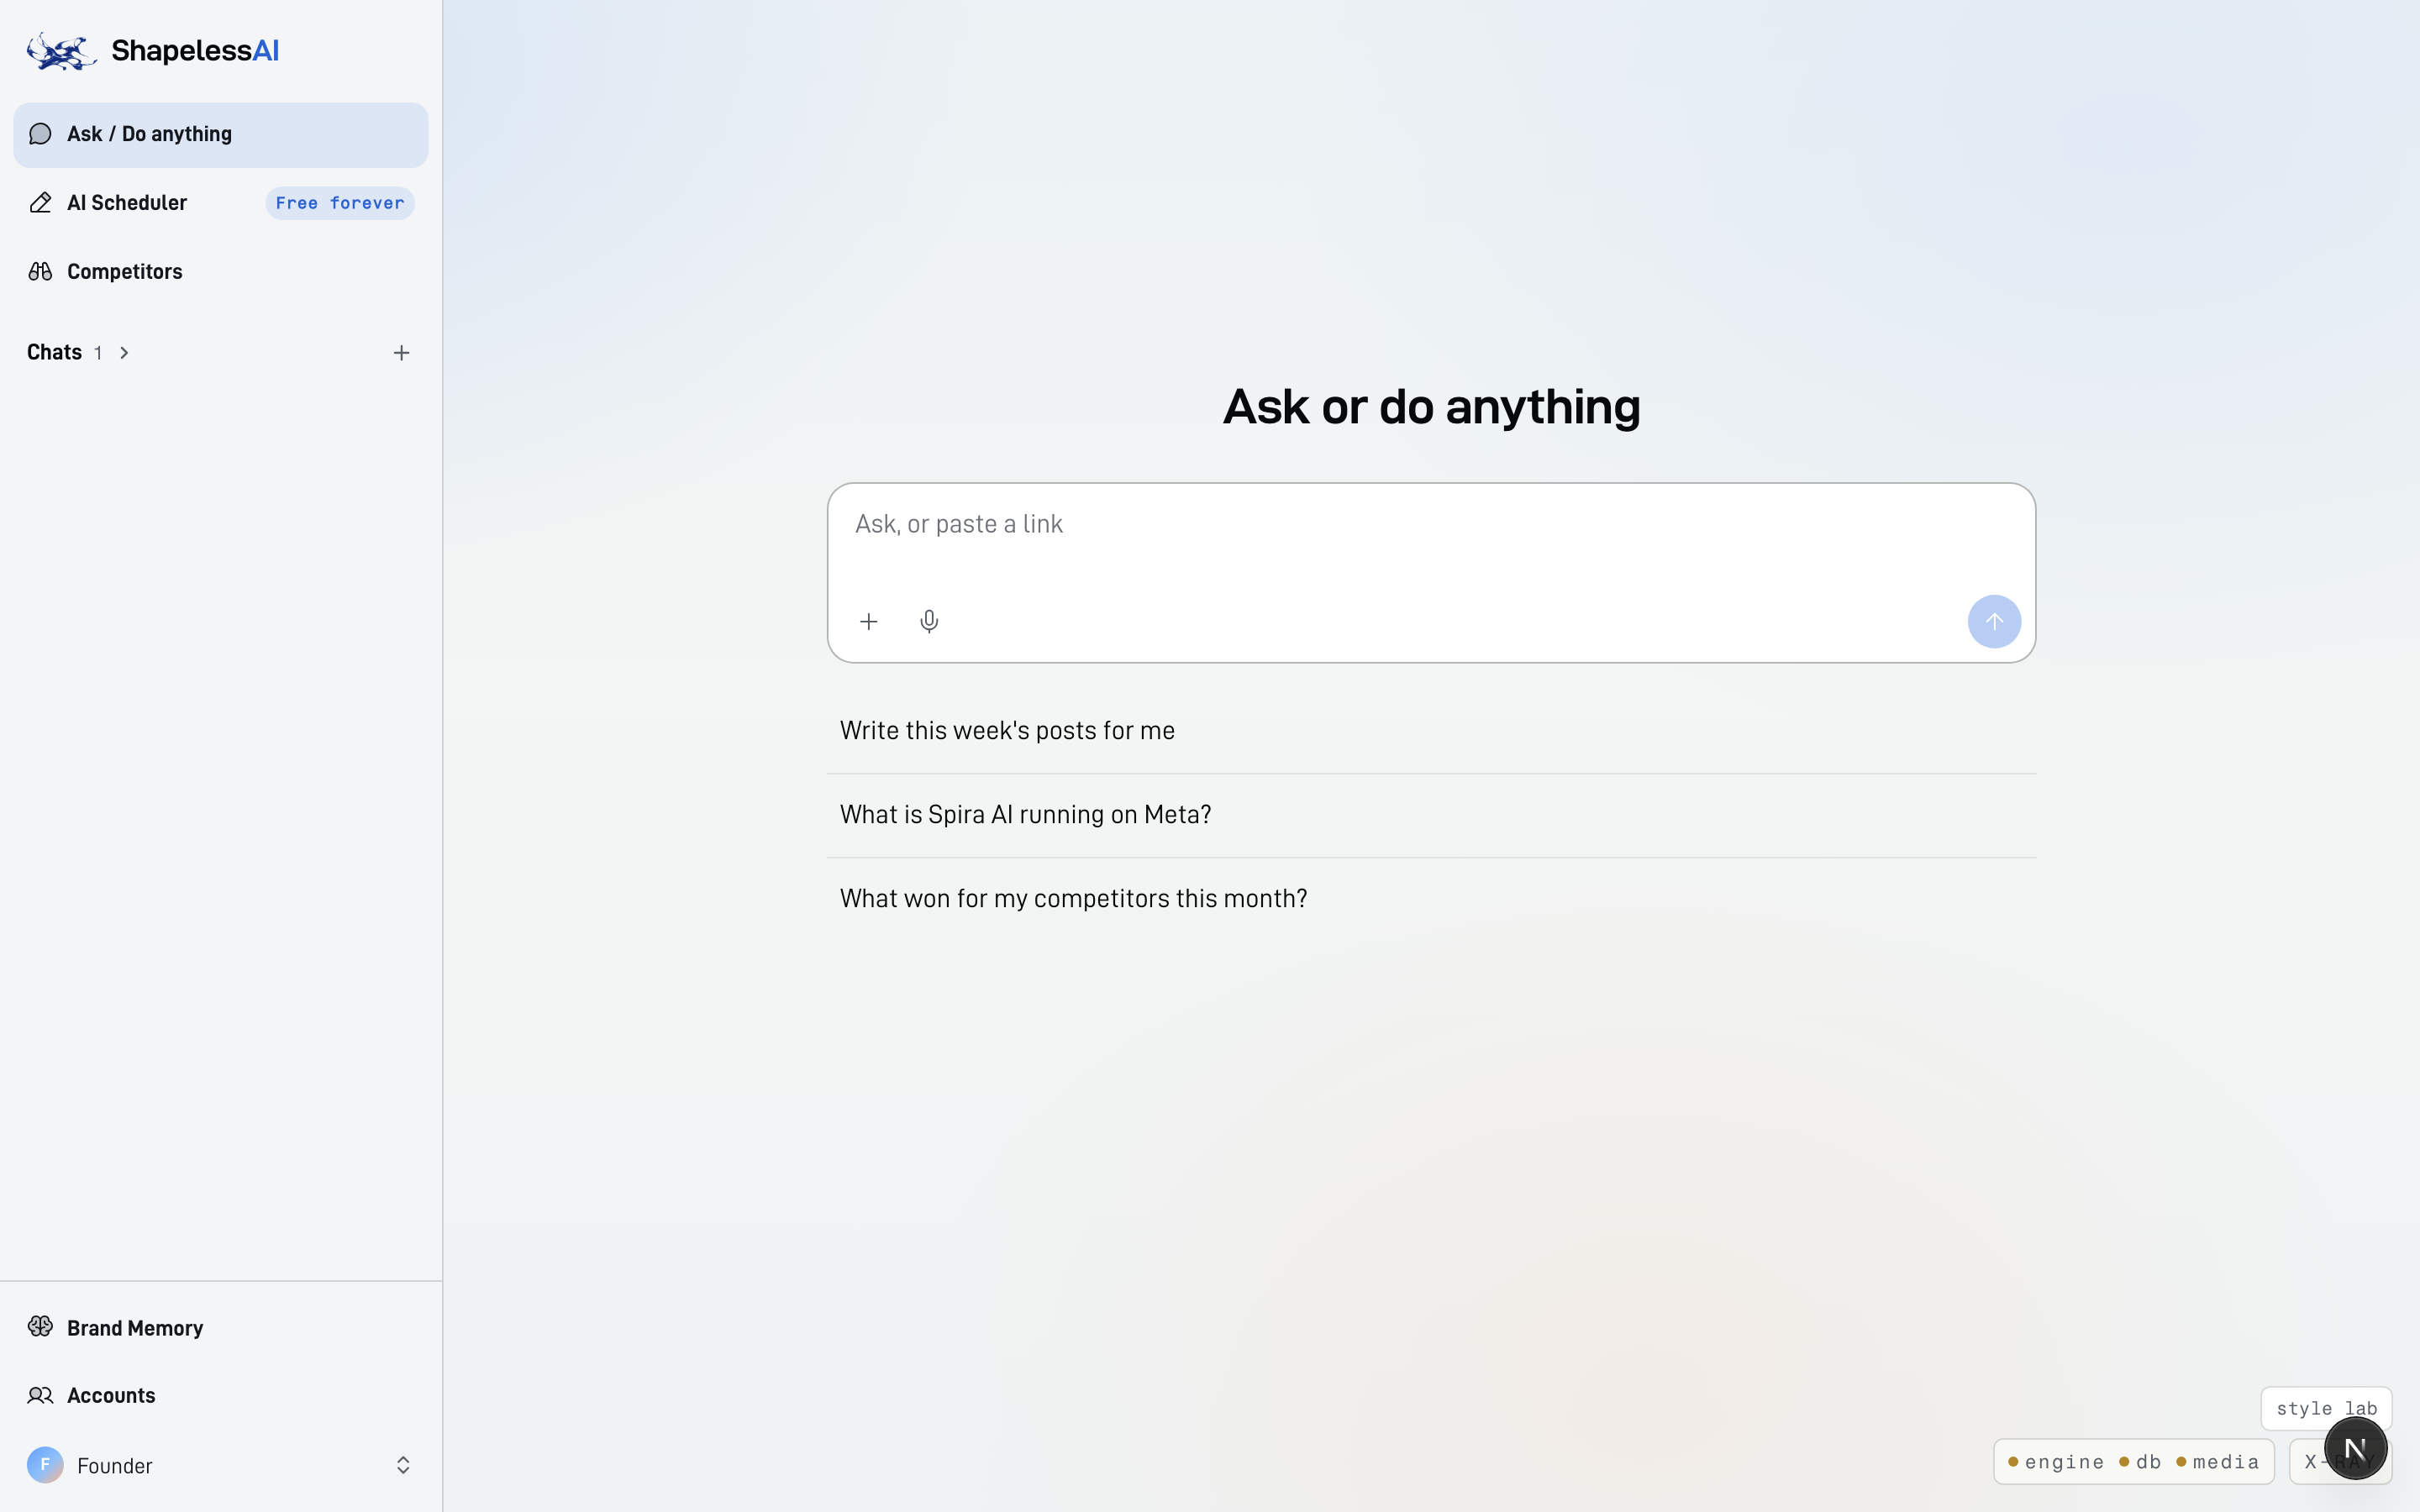 ShapelessAI
Ask / Do anything
AI Scheduler
Free forever
Competitors
Chats 1
Ask or do anything
Ask, or paste a link
Write this week's posts for me
What is Spira AI running on Meta?
What won for my competitors this month?
Brand Memory
Accounts
F
Founder
style lab
engine db media
X-RAY
N